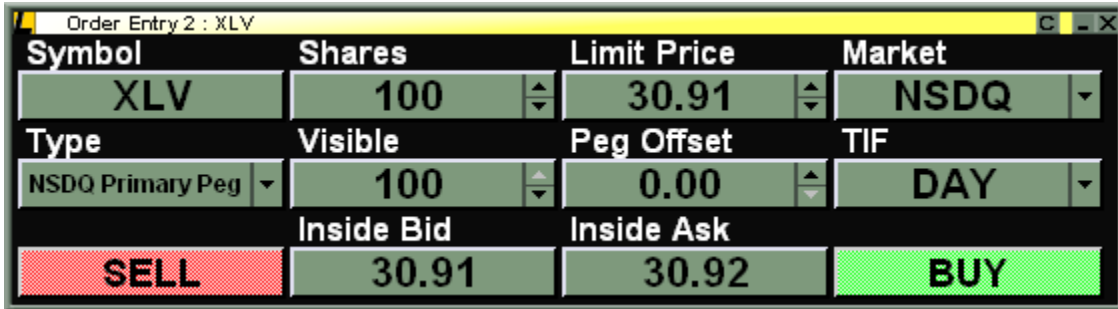 Order Entry 2 : XLV C
Symbol Shares Limit Price Market
XLV 100 30.91 NSDQ
Type Visible Peg Offset TIF
NSDQ Primary Peg 100 0.00 DAY
Inside Bid Inside Ask
SELL 30.91 30.92 BUY